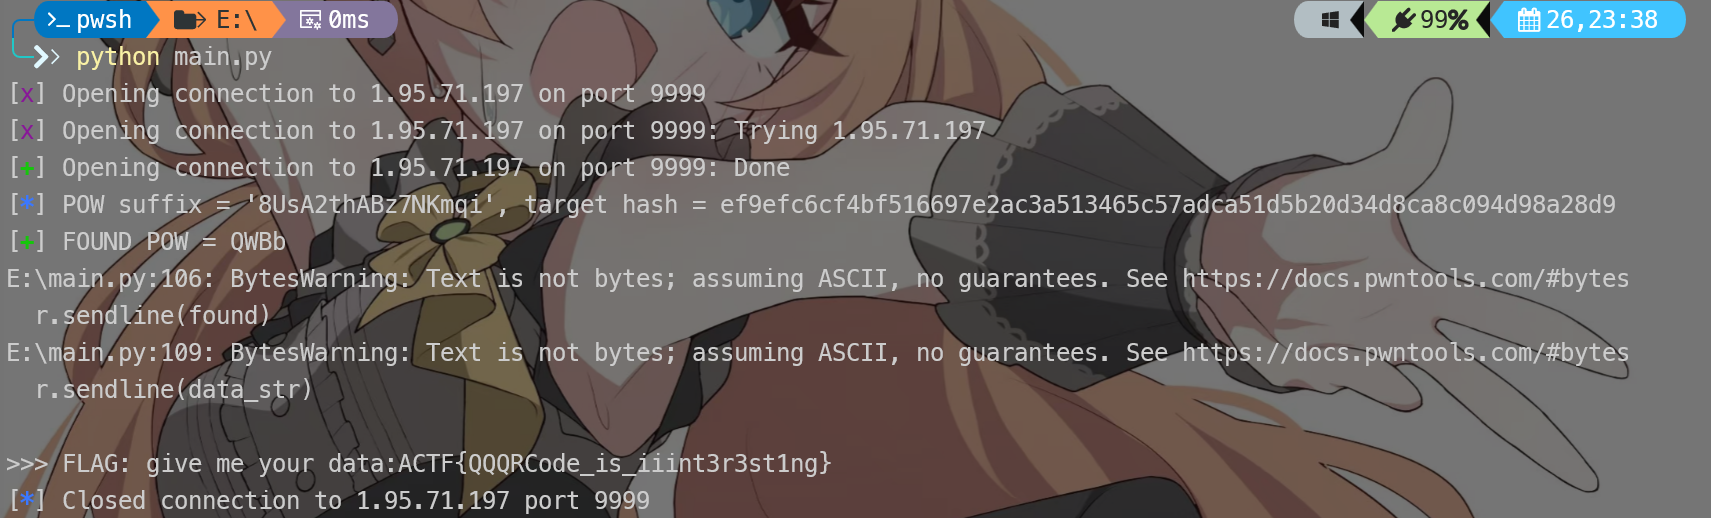 pwsh E:\ 0ms 99% 26,23:38
python main.py
[x] Opening connection to 1.95.71.197 on port 9999
[x] Opening connection to 1.95.71.197 on port 9999: Trying 1.95.71.197
[+] Opening connection to 1.95.71.197 on port 9999: Done
[*] POW suffix = '8UsA2thABz7NKmqi', target hash = ef9efc6cf4bf516697e2ac3a513465c57adca51d5b20d34d8ca8c094d98a28d9
[+] FOUND POW = QWBb
E:\main.py:106: BytesWarning: Text is not bytes; assuming ASCII, no guarantees. See https://docs.pwntools.com/#bytes
r.sendline(found)
E:\main.py:109: BytesWarning: Text is not bytes; assuming ASCII, no guarantees. See https://docs.pwntools.com/#bytes
r.sendline(data_str)
>>> FLAG: give me your data:ACTF{QQQRCode_is_iiint3r3st1ng}
[*] Closed connection to 1.95.71.197 port 9999